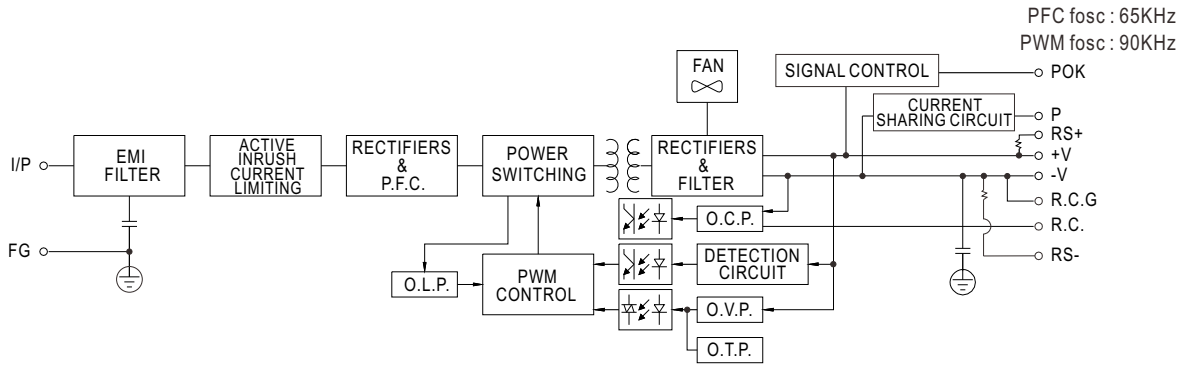 PFC fosc : 65KHz
PWM fosc : 90KHz
FAN
SIGNAL CONTROL
POK
CURRENT
SHARING CIRCUIT
P
RS+
I/P
EMI
FILTER
ACTIVE
INRUSH
CURRENT
LIMITING
RECTIFIERS
&
P.F.C.
POWER
SWITCHING
RECTIFIERS
&
FILTER
+V
-V
R.C.G
O.C.P.
R.C.
FG
RS-
O.L.P.
PWM
CONTROL
DETECTION
CIRCUIT
O.V.P.
O.T.P.